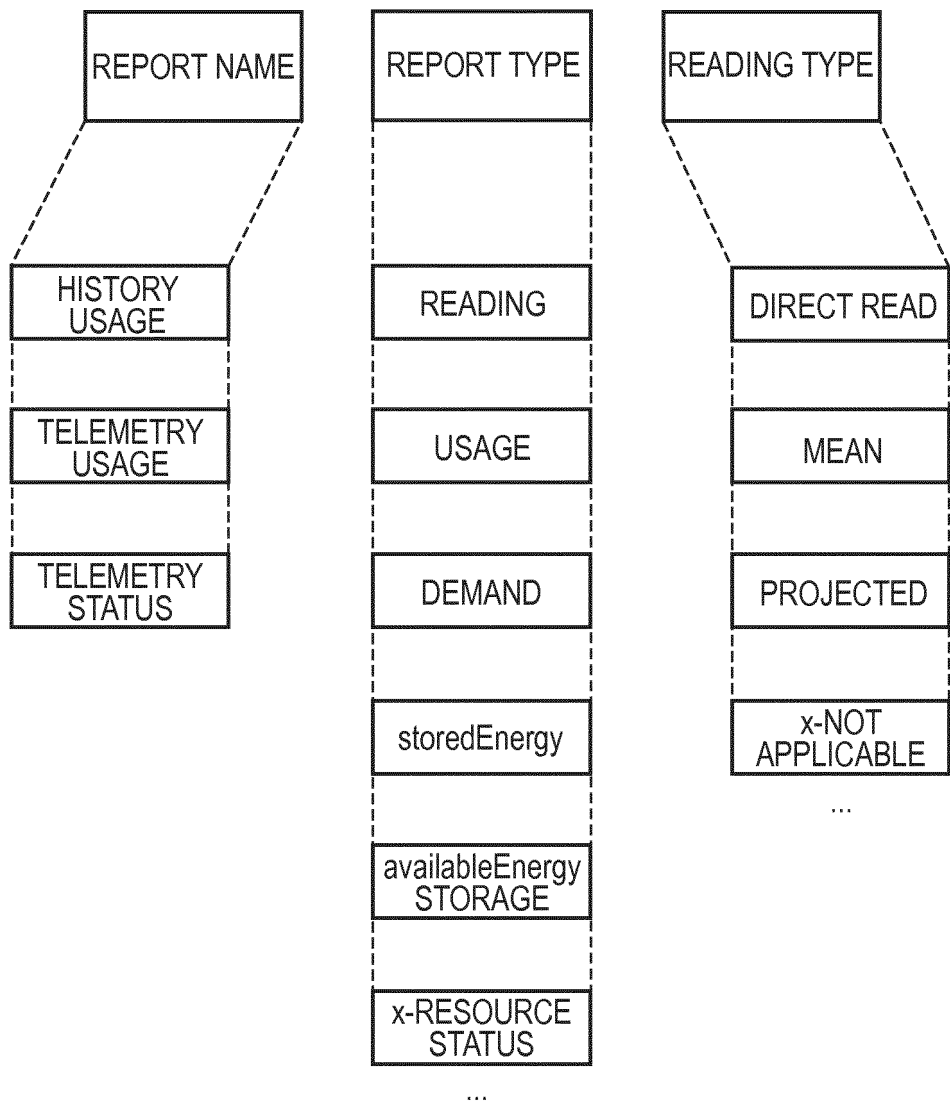 REPORT NAME
REPORT TYPE
READING TYPE
HISTORY
USAGE
READING
DIRECT READ
TELEMETRY
USAGE
USAGE
MEAN
TELEMETRY
STATUS
DEMAND
PROJECTED
storedEnergy
x-NOT
APPLICABLE
...
availableEnergy
STORAGE
x-RESOURCE
STATUS
...